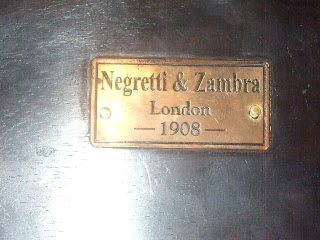 Negretti & Zambra
London
— 1908 —